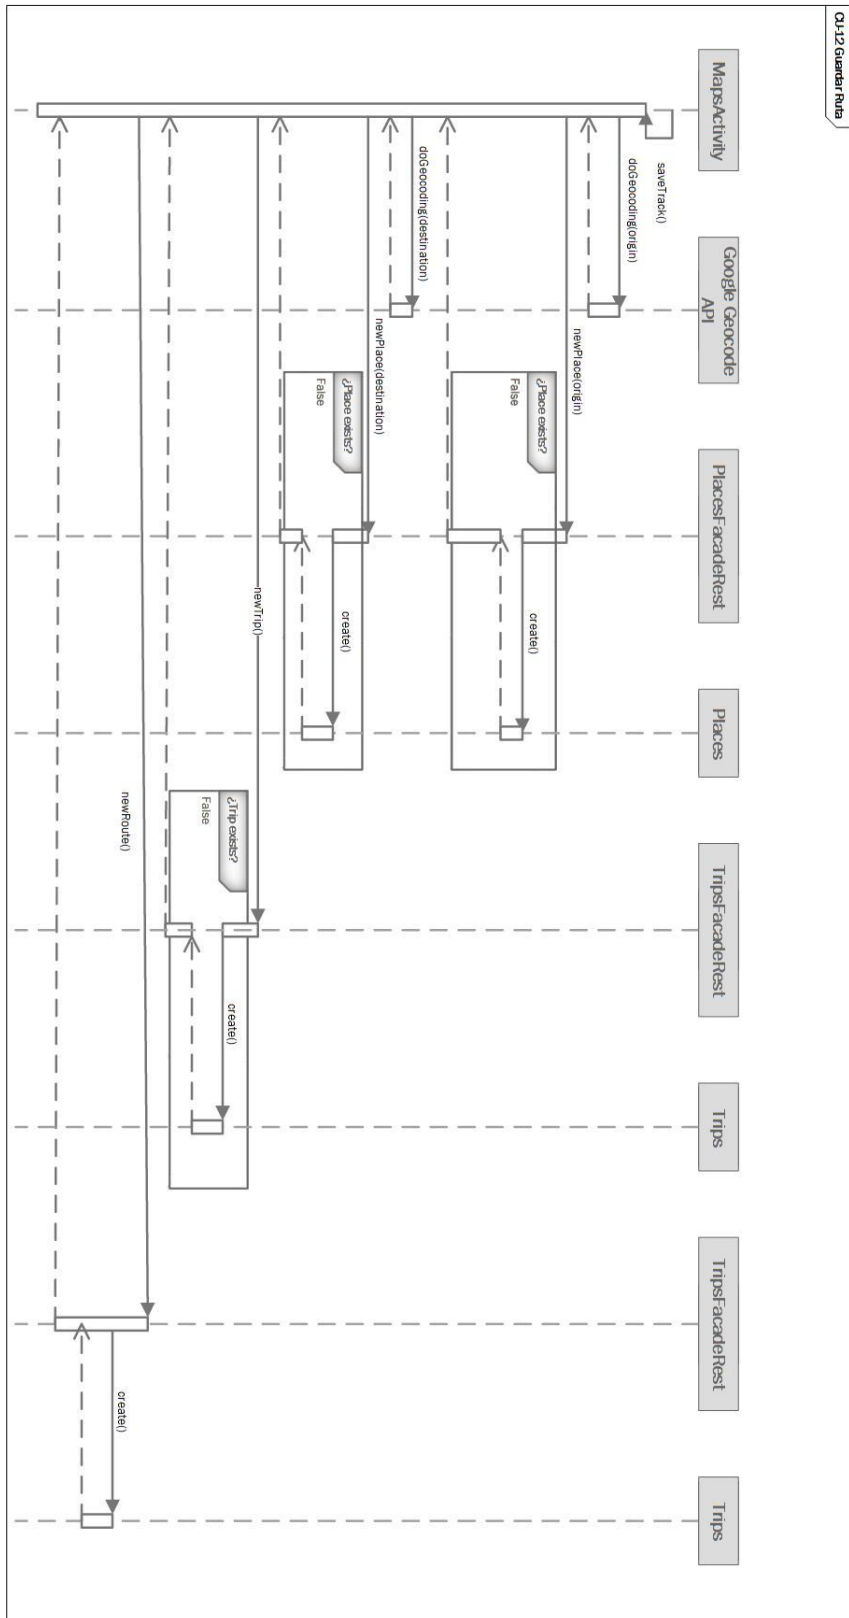 CU-12 Guardar Ruta
MapsActivity
Google Geocode
API
PlacesFacadeRest
Places
TripsFacadeRest
Trips
TripsFacadeRest
Trips
saveTrack()
doGeocoding(origin)
newPlace(origin)
¿Place exists?
False
create()
doGeocoding(destination)
newPlace(destination)
¿Place exists?
False
create()
newTrip()
¿Trip exists?
False
create()
newRoute()
create()